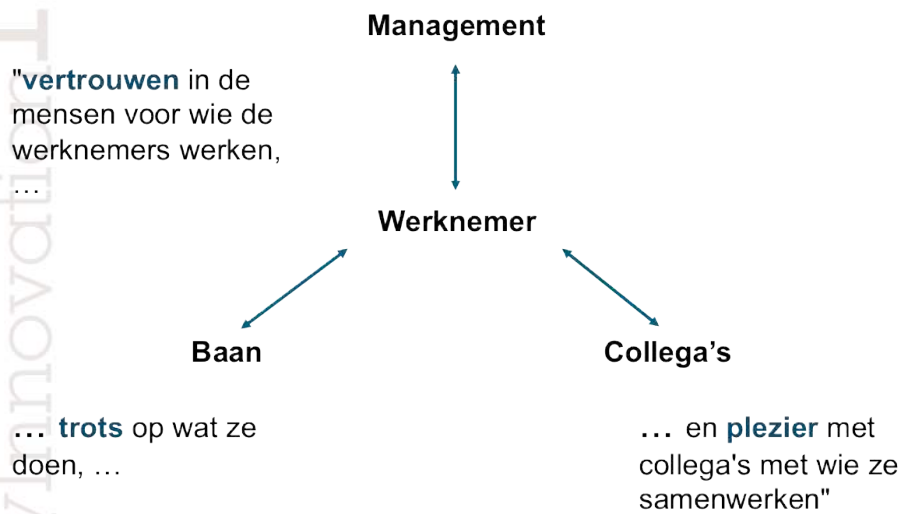 Management
"vertrouwen in de
mensen voor wie de
werknemers werken,
…
Werknemer
Baan
Collega’s
… trots op wat ze
doen, …
… en plezier met
collega's met wie ze
samenwerken"
Innovation